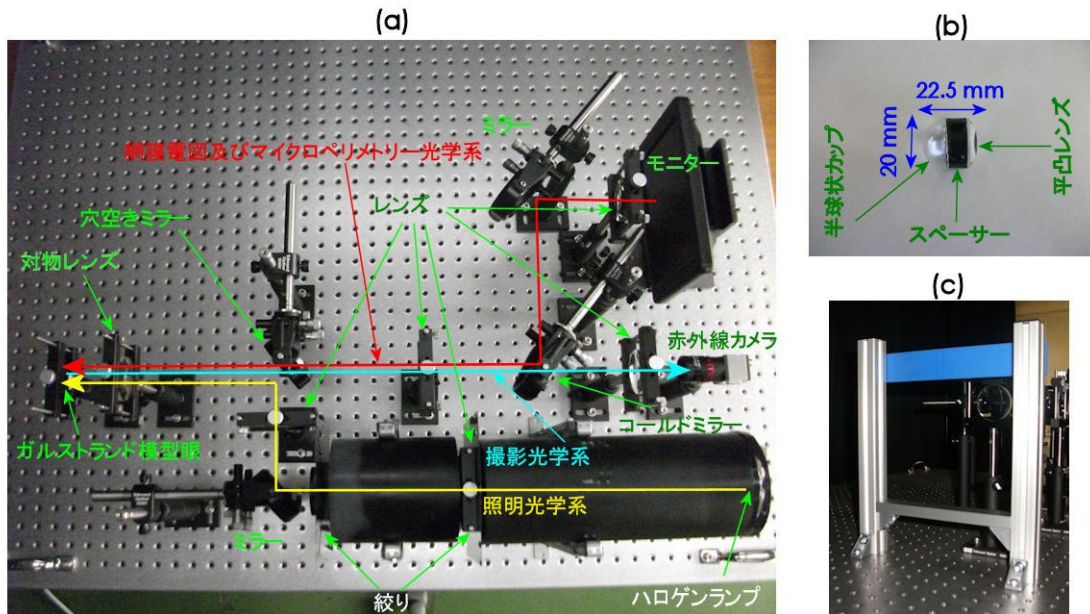 (a)
ミラー
網膜電図及びマイクロペリメトリー光学系
モニター
穴空きミラー
レンズ
対物レンズ
赤外線カメラ
ガルストランド模型眼
コールドミラー
撮影光学系
照明光学系
ミラー
絞り
ハロゲンランプ
(b)
22.5 mm
20 mm
半球状カップ
平凸レンズ
スペーサー
(c)